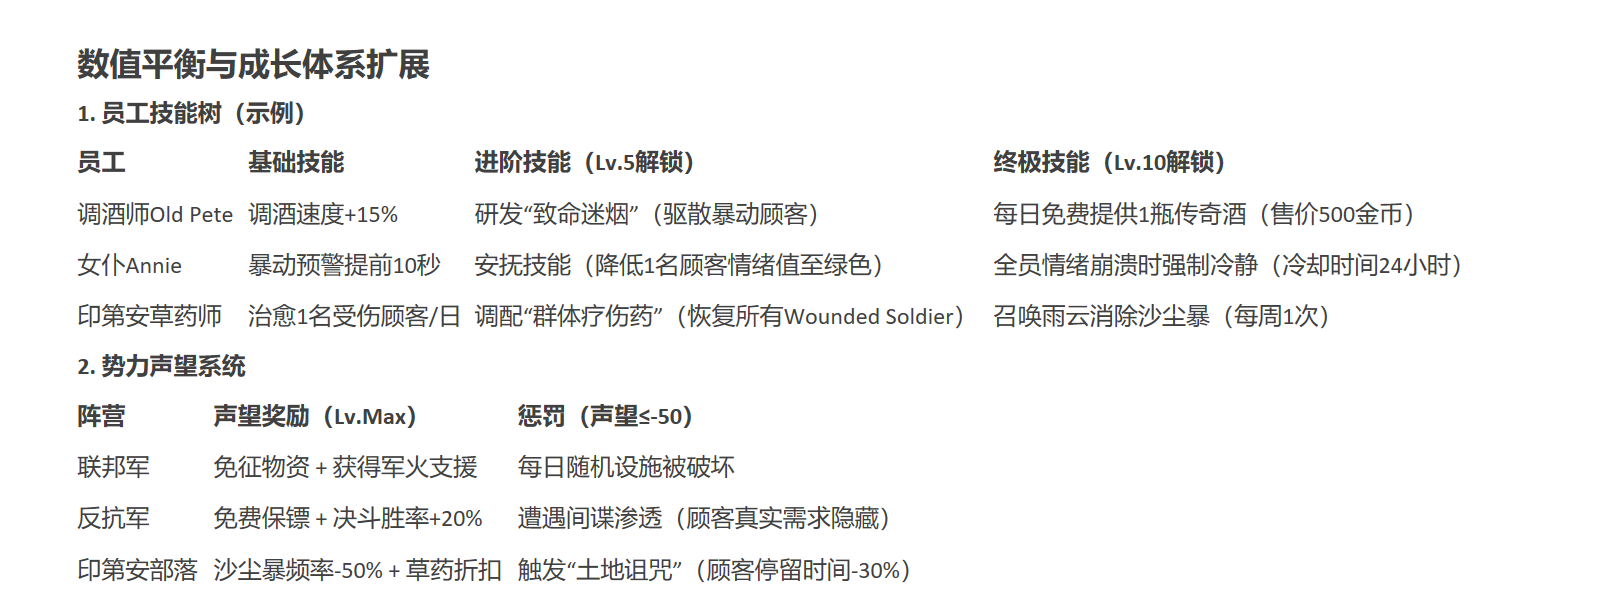 数值平衡与成长体系扩展
1. 员工技能树（示例）
员工 基础技能 进阶技能（Lv.5解锁） 终极技能（Lv.10解锁）
调酒师Old Pete 调酒速度+15% 研发“致命迷烟”（驱散暴动顾客） 每日免费提供1瓶传奇酒（售价500金币）
女仆Annie 暴动预警提前10秒 安抚技能（降低1名顾客情绪值至绿色） 全员情绪崩溃时强制冷静（冷却时间24小时）
印第安草药师 治愈1名受伤顾客/日 调配“群体疗伤药”（恢复所有Wounded Soldier） 召唤雨云消除沙尘暴（每周1次）
2. 势力声望系统
阵营 声望奖励（Lv.Max） 惩罚（声望≤-50）
联邦军 免征物资 + 获得军火支援 每日随机设施被破坏
反抗军 免费保镖 + 决斗胜率+20% 遭遇间谍渗透（顾客真实需求隐藏）
印第安部落 沙尘暴频率-50% + 草药折扣 触发“土地诅咒”（顾客停留时间-30%）